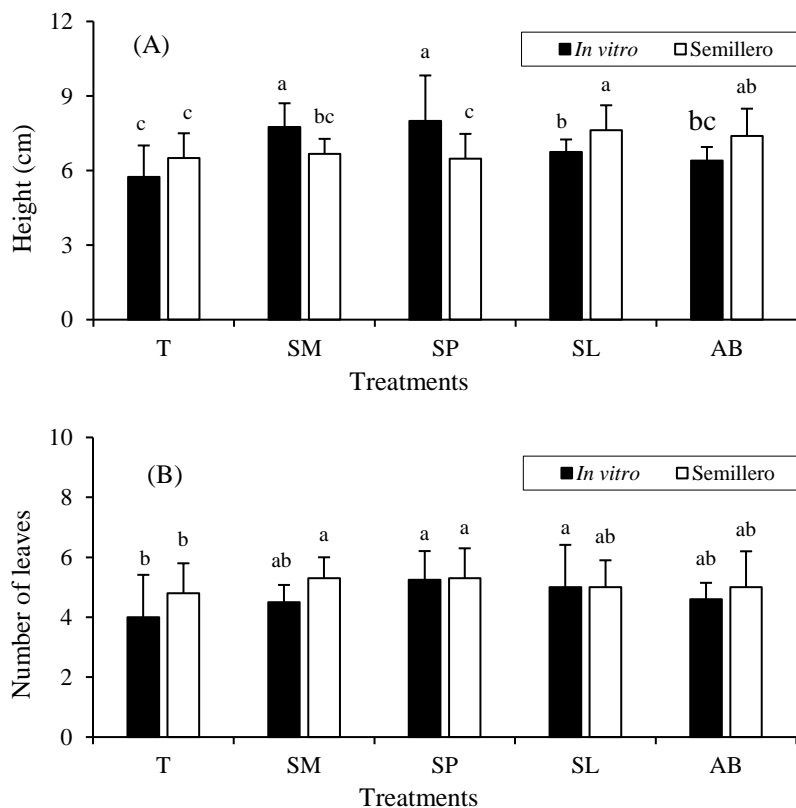 12
(A)
In vitro
Semillero
9
6
3
0
Height (cm)
c
c
a
bc
a
c
b
a
bc
ab
T
SM
SP
SL
AB
Treatments
10
(B)
In vitro
Semillero
8
6
4
2
0
Number of leaves
b
b
ab
a
a
a
a
ab
ab
ab
T
SM
SP
SL
AB
Treatments